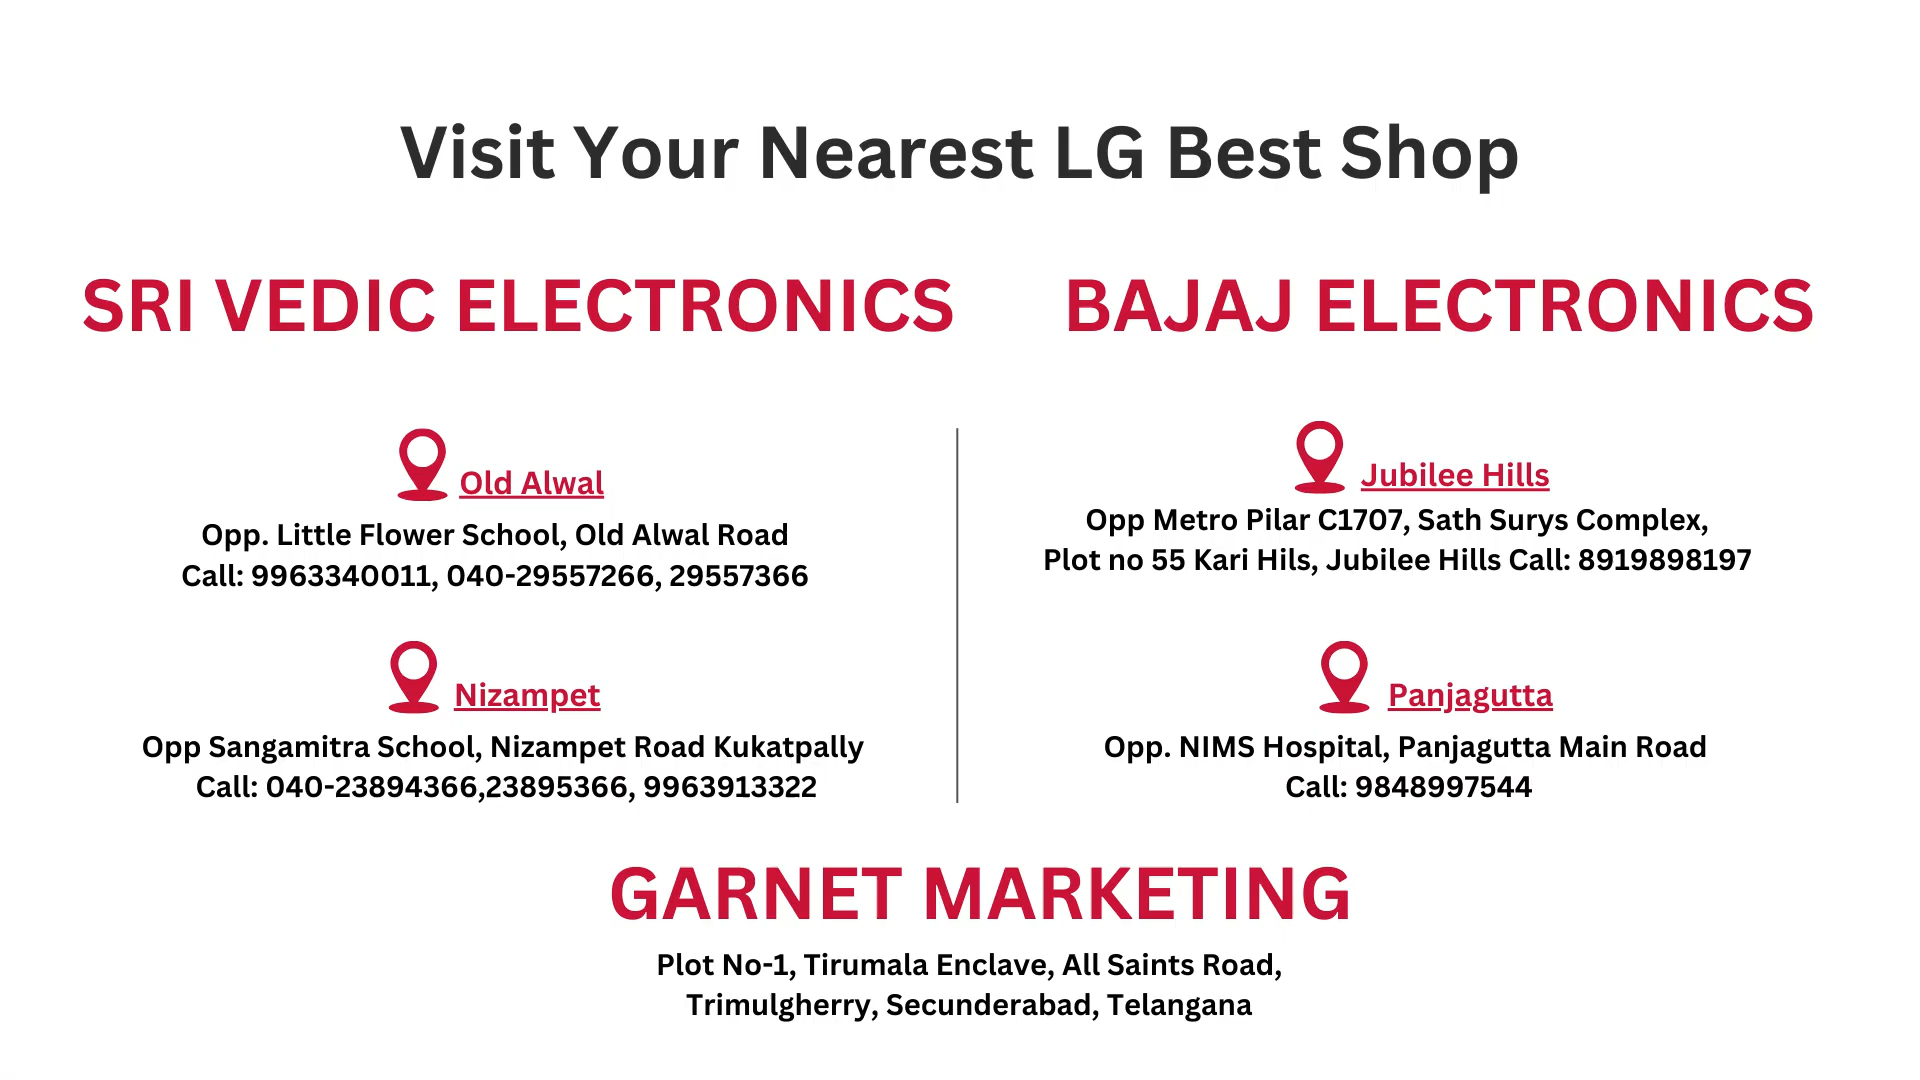 Visit Your Nearest LG Best Shop
SRI VEDIC ELECTRONICS
Old Alwal
Opp. Little Flower School, Old Alwal Road
Call: 9963340011, 040-29557266, 29557366
Nizampet
Opp Sangamitra School, Nizampet Road Kukatpally
Call: 040-23894366,23895366, 9963913322
BAJAJ ELECTRONICS
Jubilee Hills
Opp Metro Pilar C1707, Sath Surys Complex,
Plot no 55 Kari Hils, Jubilee Hills Call: 8919898197
Panjagutta
Opp. NIMS Hospital, Panjagutta Main Road
Call: 9848997544
GARNET MARKETING
Plot No-1, Tirumala Enclave, All Saints Road,
Trimulgherry, Secunderabad, Telangana